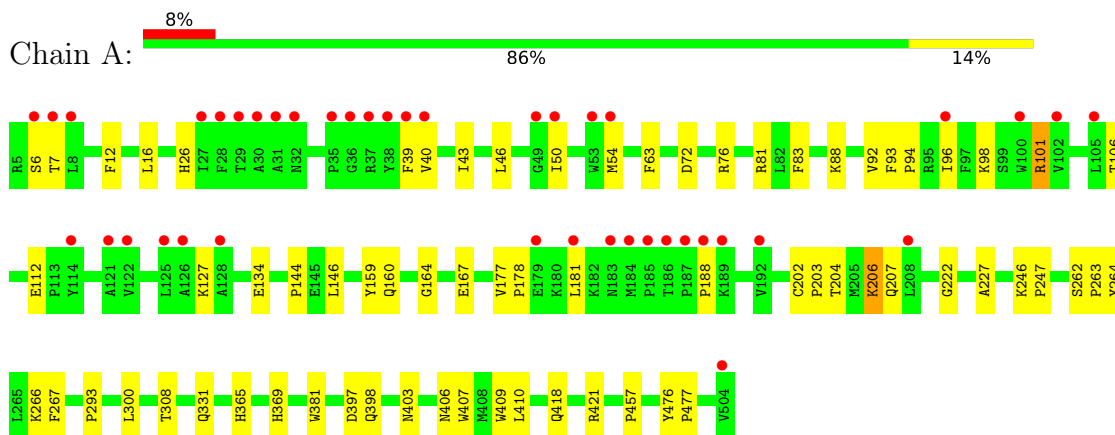 8%
Chain A:
86% 14%
R5 S6 T7 L8 F12 L16 H26 I27 F28 T29 A30 A31 N32 P35 G36 R37 Y38 F39 V40 I43 L46 G49 I50 W53 M54 F63 D72 R76 R81 L82 F83 K88 V92 F93 P94 R95 I96 F97 K98 S99 W100 R101 V102 L105 T106
E112 P113 Y114 A121 V122 L125 A126 K127 A128 E134 P144 E145 L146 Y159 Q160 G164 E167 V177 P178 E179 K180 L181 K182 N183 M184 P185 T186 P187 P188 K189 V192 C202 P203 T204 M205 K206 Q207 L208 G222 A227 K246 P247 S262 P263 Y264
L265 K266 F267 P293 L300 T308 Q331 H365 H369 W381 D397 Q398 N403 N406 W407 M408 W409 L410 Q418 R421 P457 Y476 P477 V504